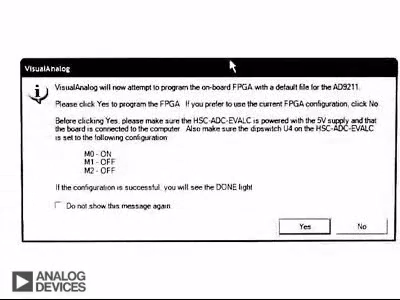 VisualAnalog
VisualAnalog will now attempt to program the on-board FPGA with a default file for the AD9211.
Please click Yes to program the FPGA. If you prefer to use the current FPGA configuration, click No.
Before clicking Yes, please make sure the HSC-ADC-EVALC is powered with the 5V supply and that
the board is connected to the computer. Also make sure the dipswitch U4 on the HSC-ADC-EVALC
is set to the following configuration:
M0 - ON
M1 - OFF
M2 - OFF
If the configuration is successful, you will see the DONE light.
Do not show this message again.
Yes No
ANALOG
DEVICES